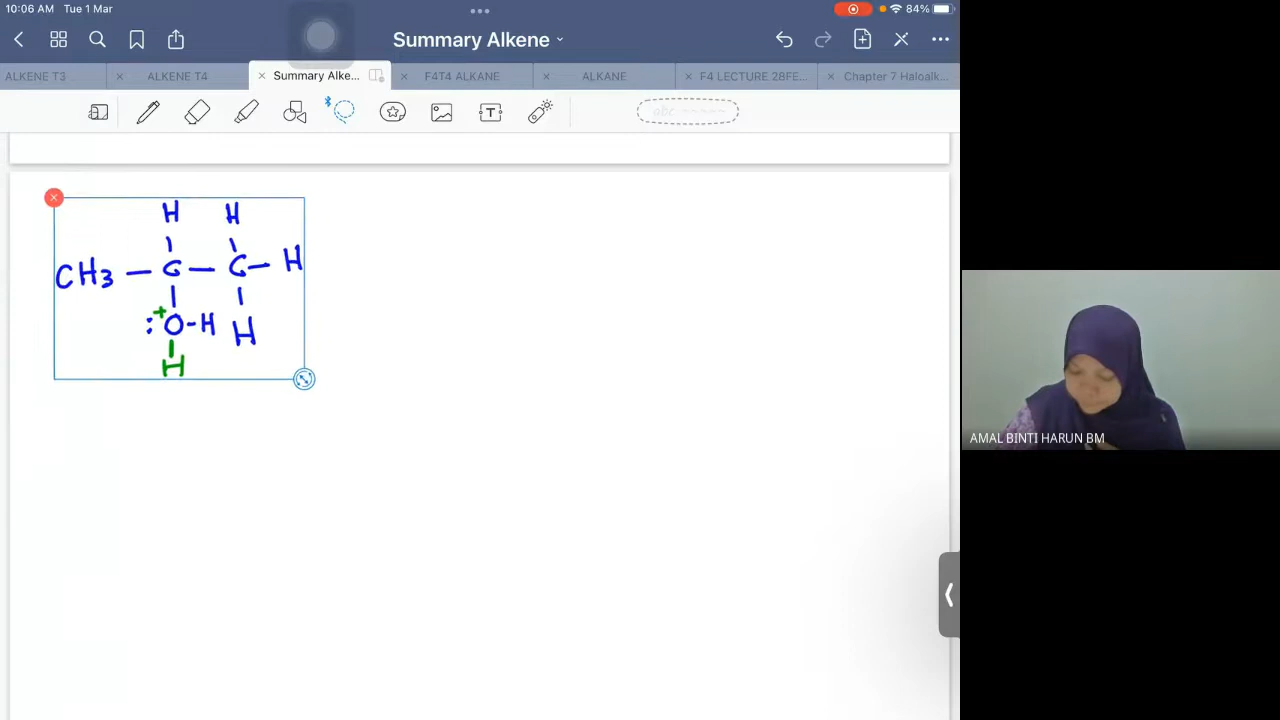 10:06 AM Tue 1 Mar
84%
Summary Alkene
ALKENE T3
ALKENE T4
Summary Alke...
F4T4 ALKANE
ALKANE
F4 LECTURE 28FE...
Chapter 7 Haloalk...
T
abc
H H
CH3 — C — C — H
+
: O - H H
H
AMAL BINTI HARUN BM